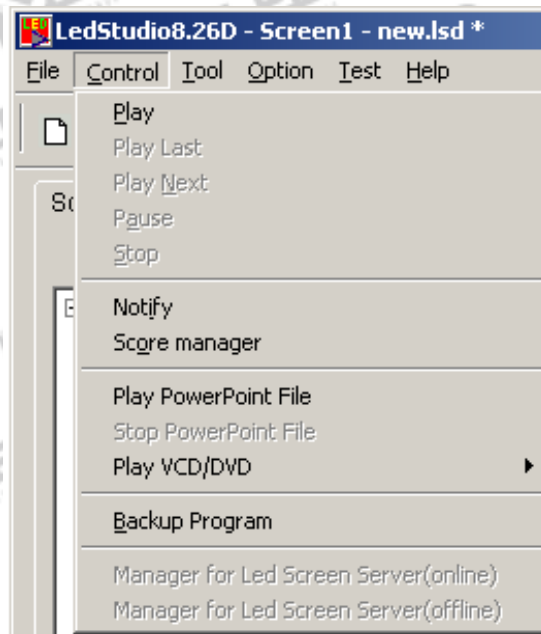 LED
LedStudio8.26D - Screen1 - new.lsd *
File Control Tool Option Test Help
Play
Play Last
Play Next
Pause
Stop
Notify
Score manager
Play PowerPoint File
Stop PowerPoint File
Play VCD/DVD
Backup Program
Manager for Led Screen Server(online)
Manager for Led Screen Server(offline)